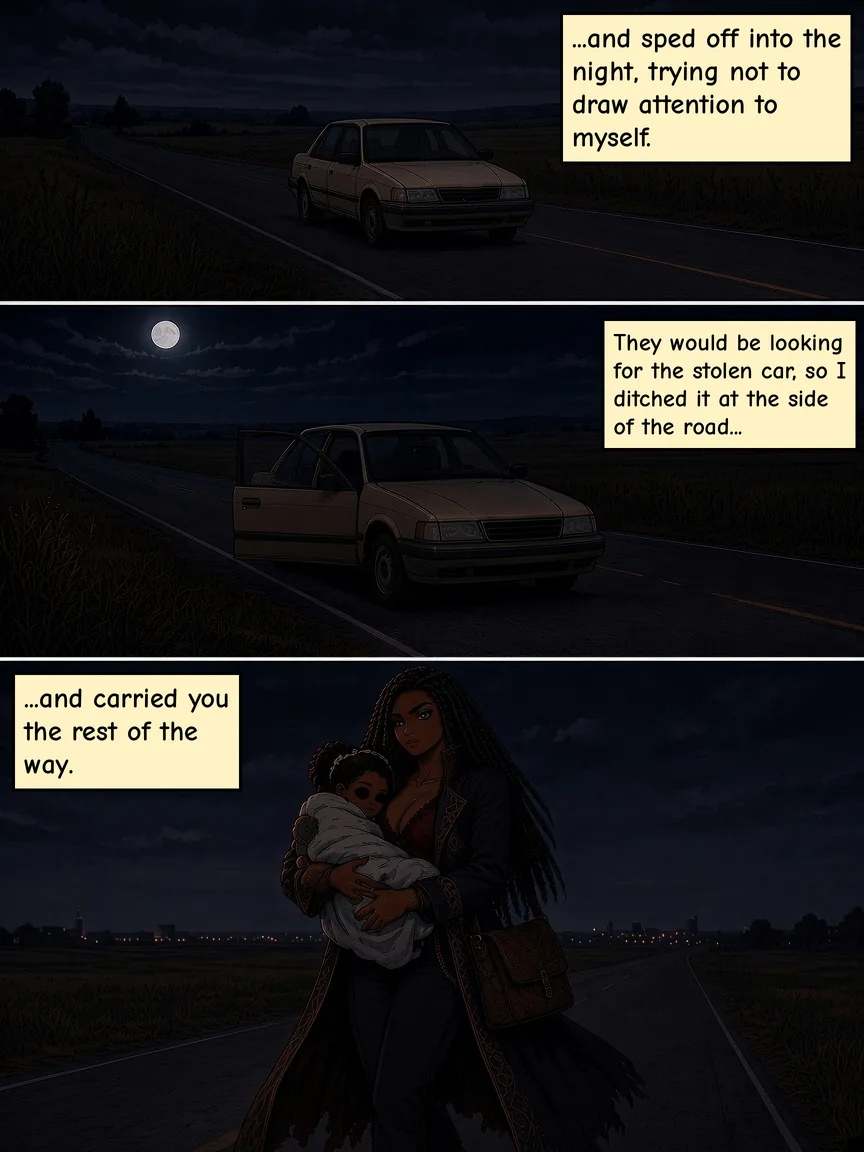 …and sped off into the
night, trying not to
draw attention to
myself.
They would be looking
for the stolen car, so I
ditched it at the side
of the road…
…and carried you
the rest of the
way.